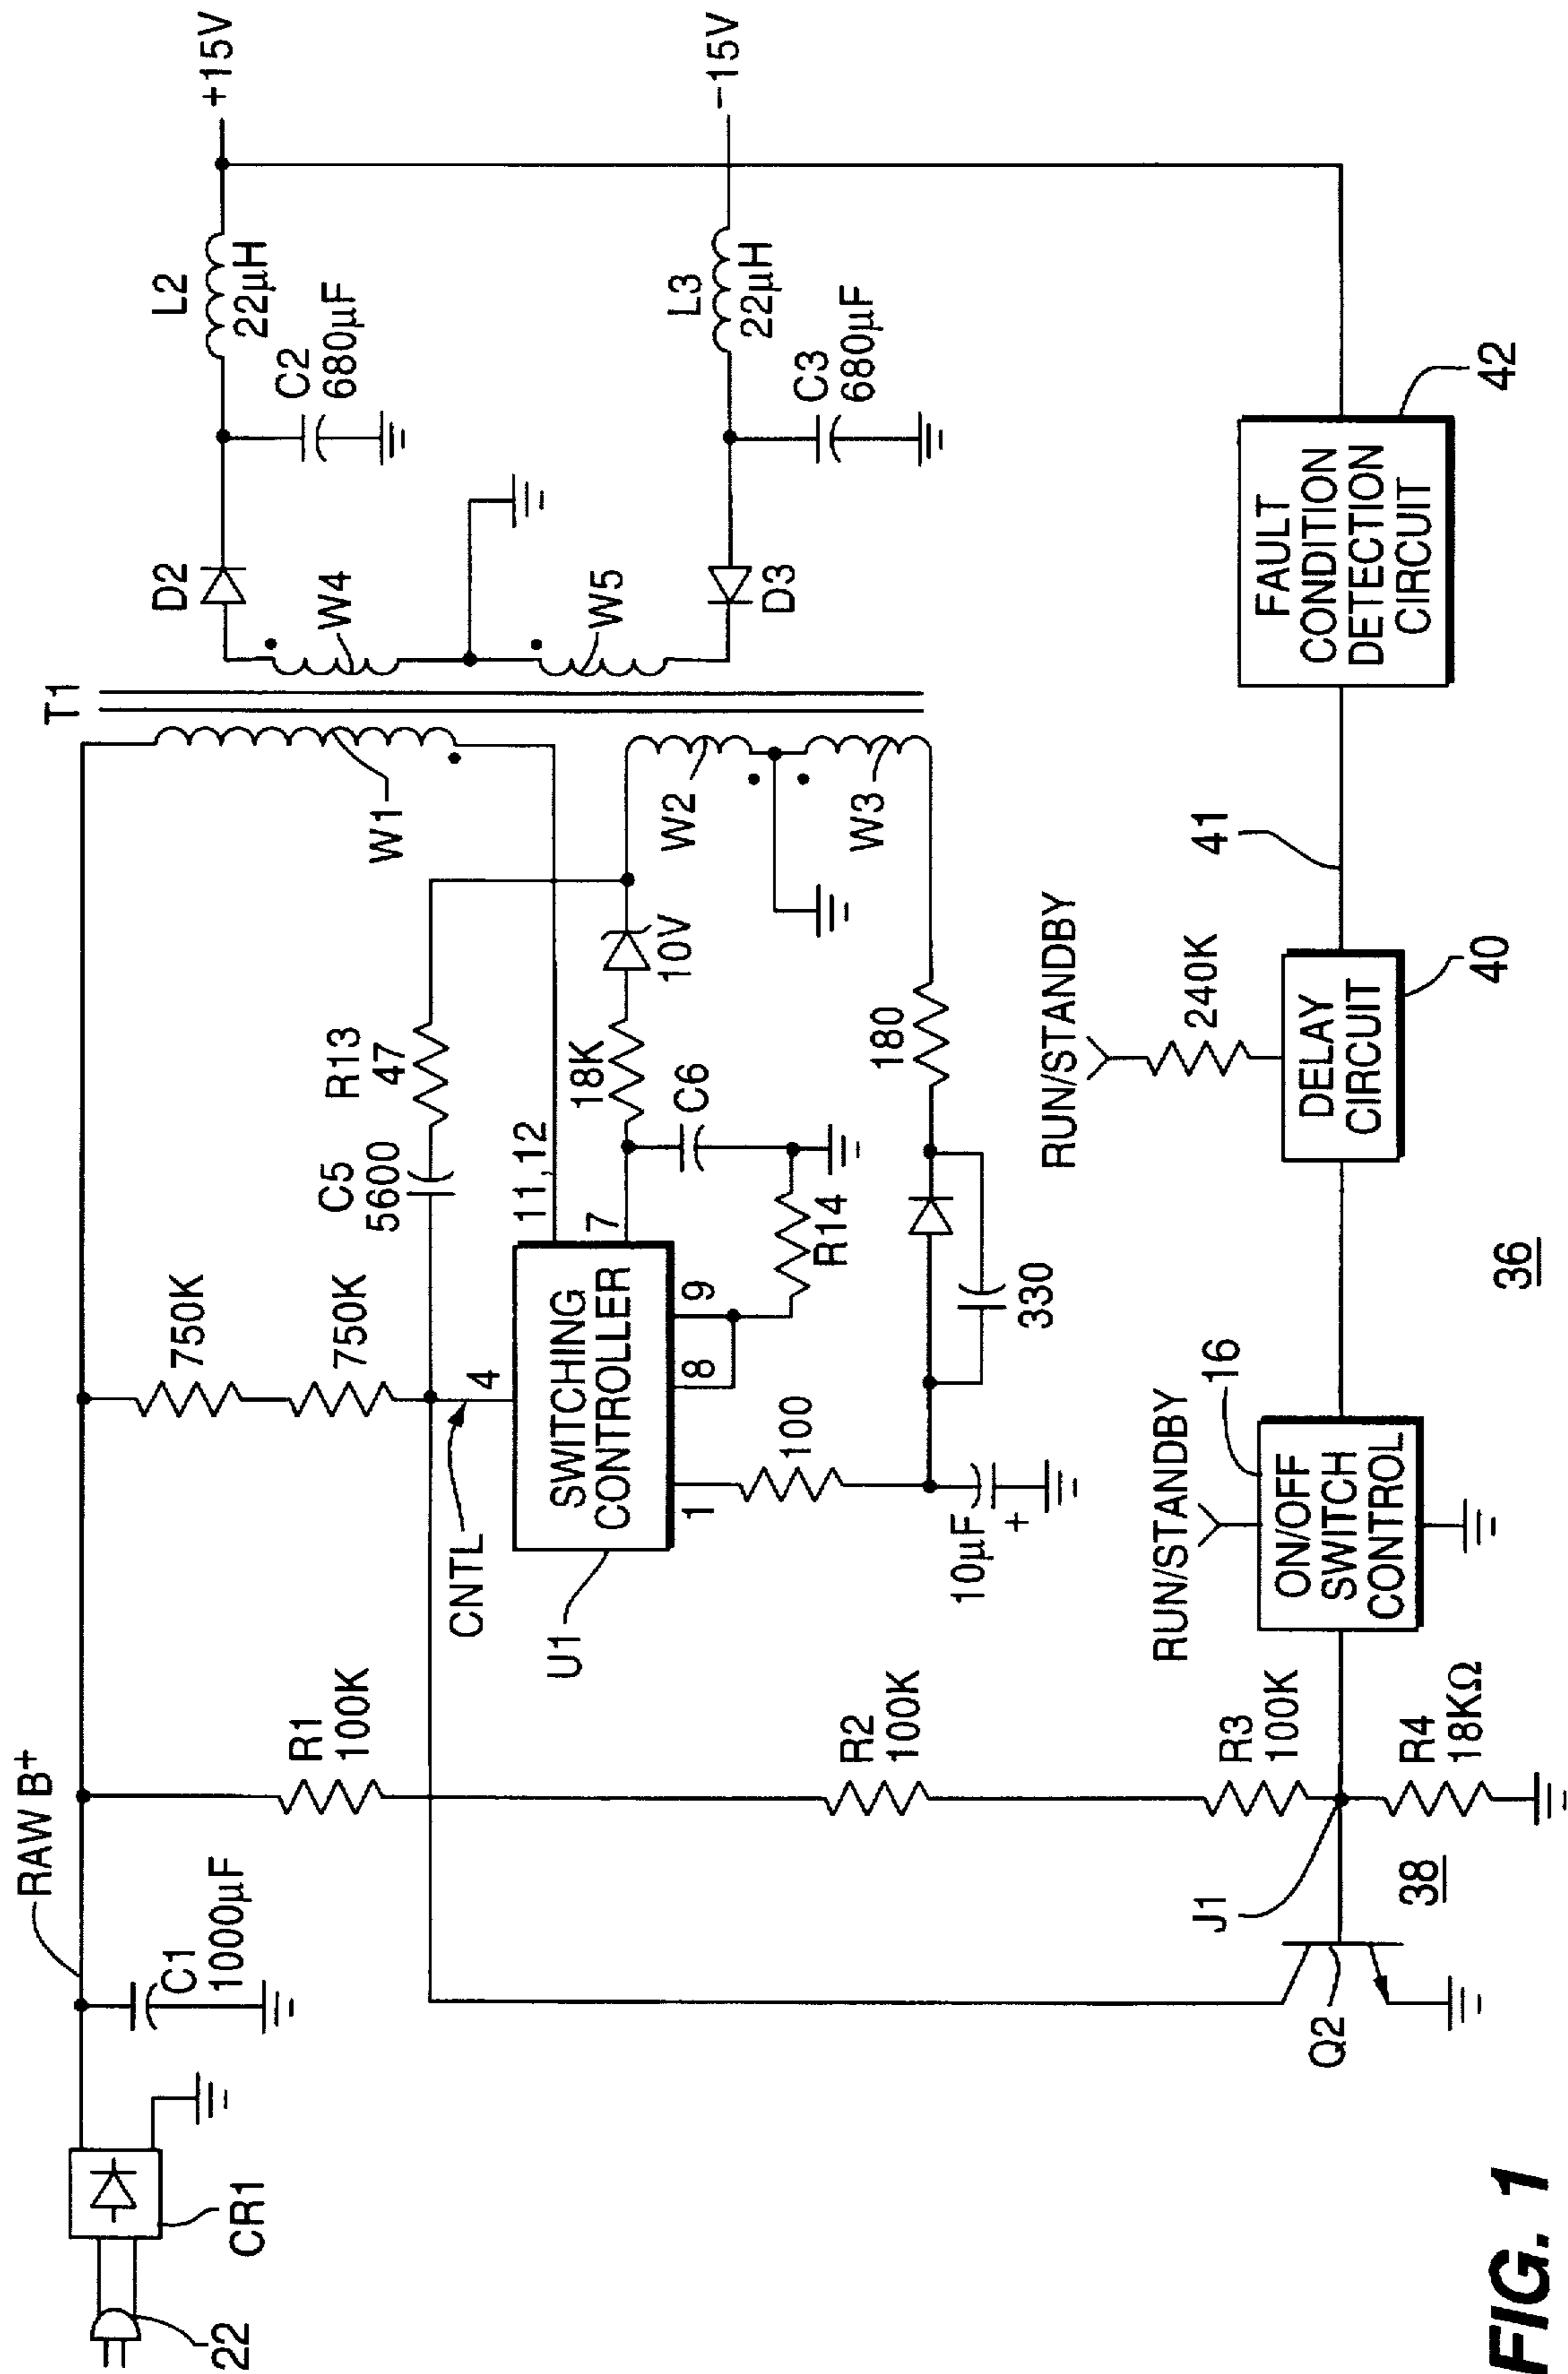 FIG. 1
22
CR1
RAW B+
C1
1000µF
R1
100K
750K
750K
CNTL
4
U1
SWITCHING
CONTROLLER
1
8
9
7
11,12
C5
5600
R13
47
18K
10V
C6
R14
100
10µF
+
330
180
W1
W2
W3
T1
W4
W5
D2
D3
L2
22µH
C2
680µF
L3
22µH
C3
680µF
+15V
−15V
R2
100K
R3
100K
R4
18KΩ
J1
38
Q2
RUN/STANDBY
16
ON/OFF
SWITCH
CONTROL
36
RUN/STANDBY
240K
DELAY
CIRCUIT
40
41
FAULT
CONDITION
DETECTION
CIRCUIT
42